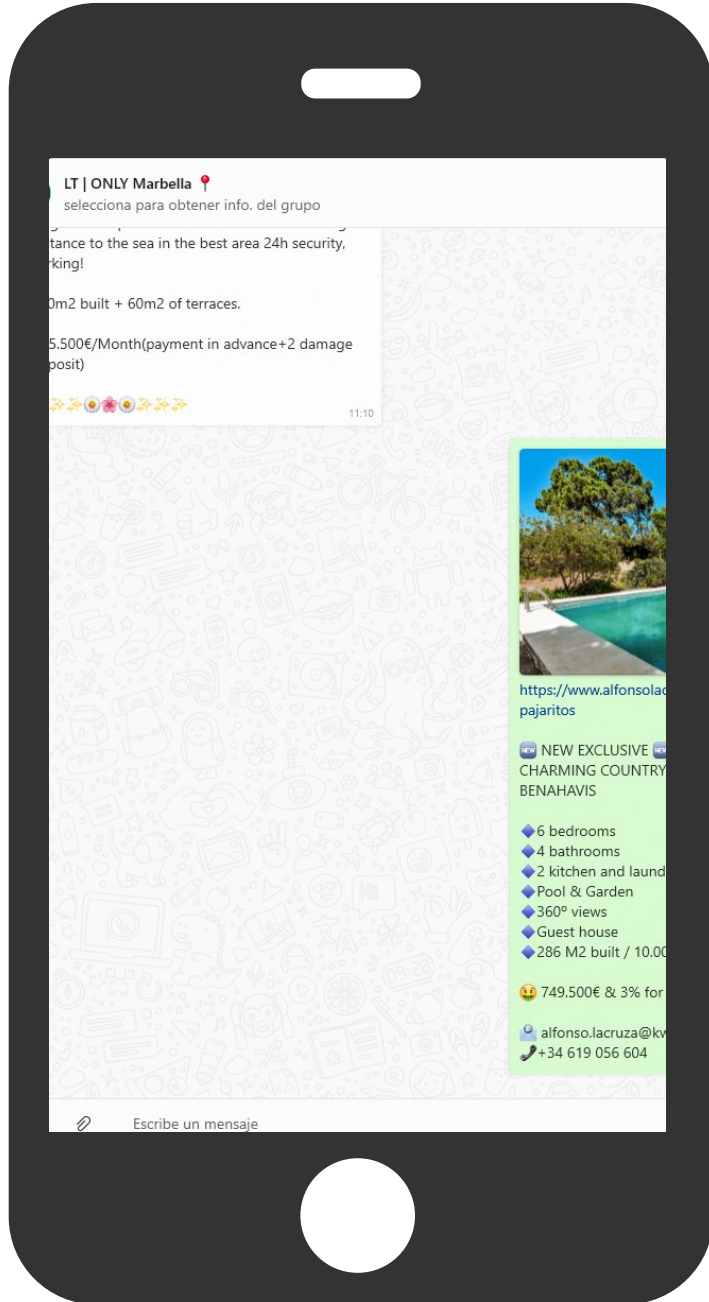 LT | ONLY Marbella 📍
selecciona para obtener info. del grupo
tance to the sea in the best area 24h security,
rking!
0m2 built + 60m2 of terraces.
5.500€/Month(payment in advance+2 damage
posit)
✨✨🌼🌸🌼✨✨✨
11:10
https://www.alfonsolac
pajaritos
🆕 NEW EXCLUSIVE 🆕
CHARMING COUNTRY
BENAHAVIS
🔷6 bedrooms
🔷4 bathrooms
🔷2 kitchen and laund
🔷Pool & Garden
🔷360º views
🔷Guest house
🔷286 M2 built / 10.00
🤑 749.500€ & 3% for
📩 alfonso.lacruza@kw
📞+34 619 056 604
Escribe un mensaje